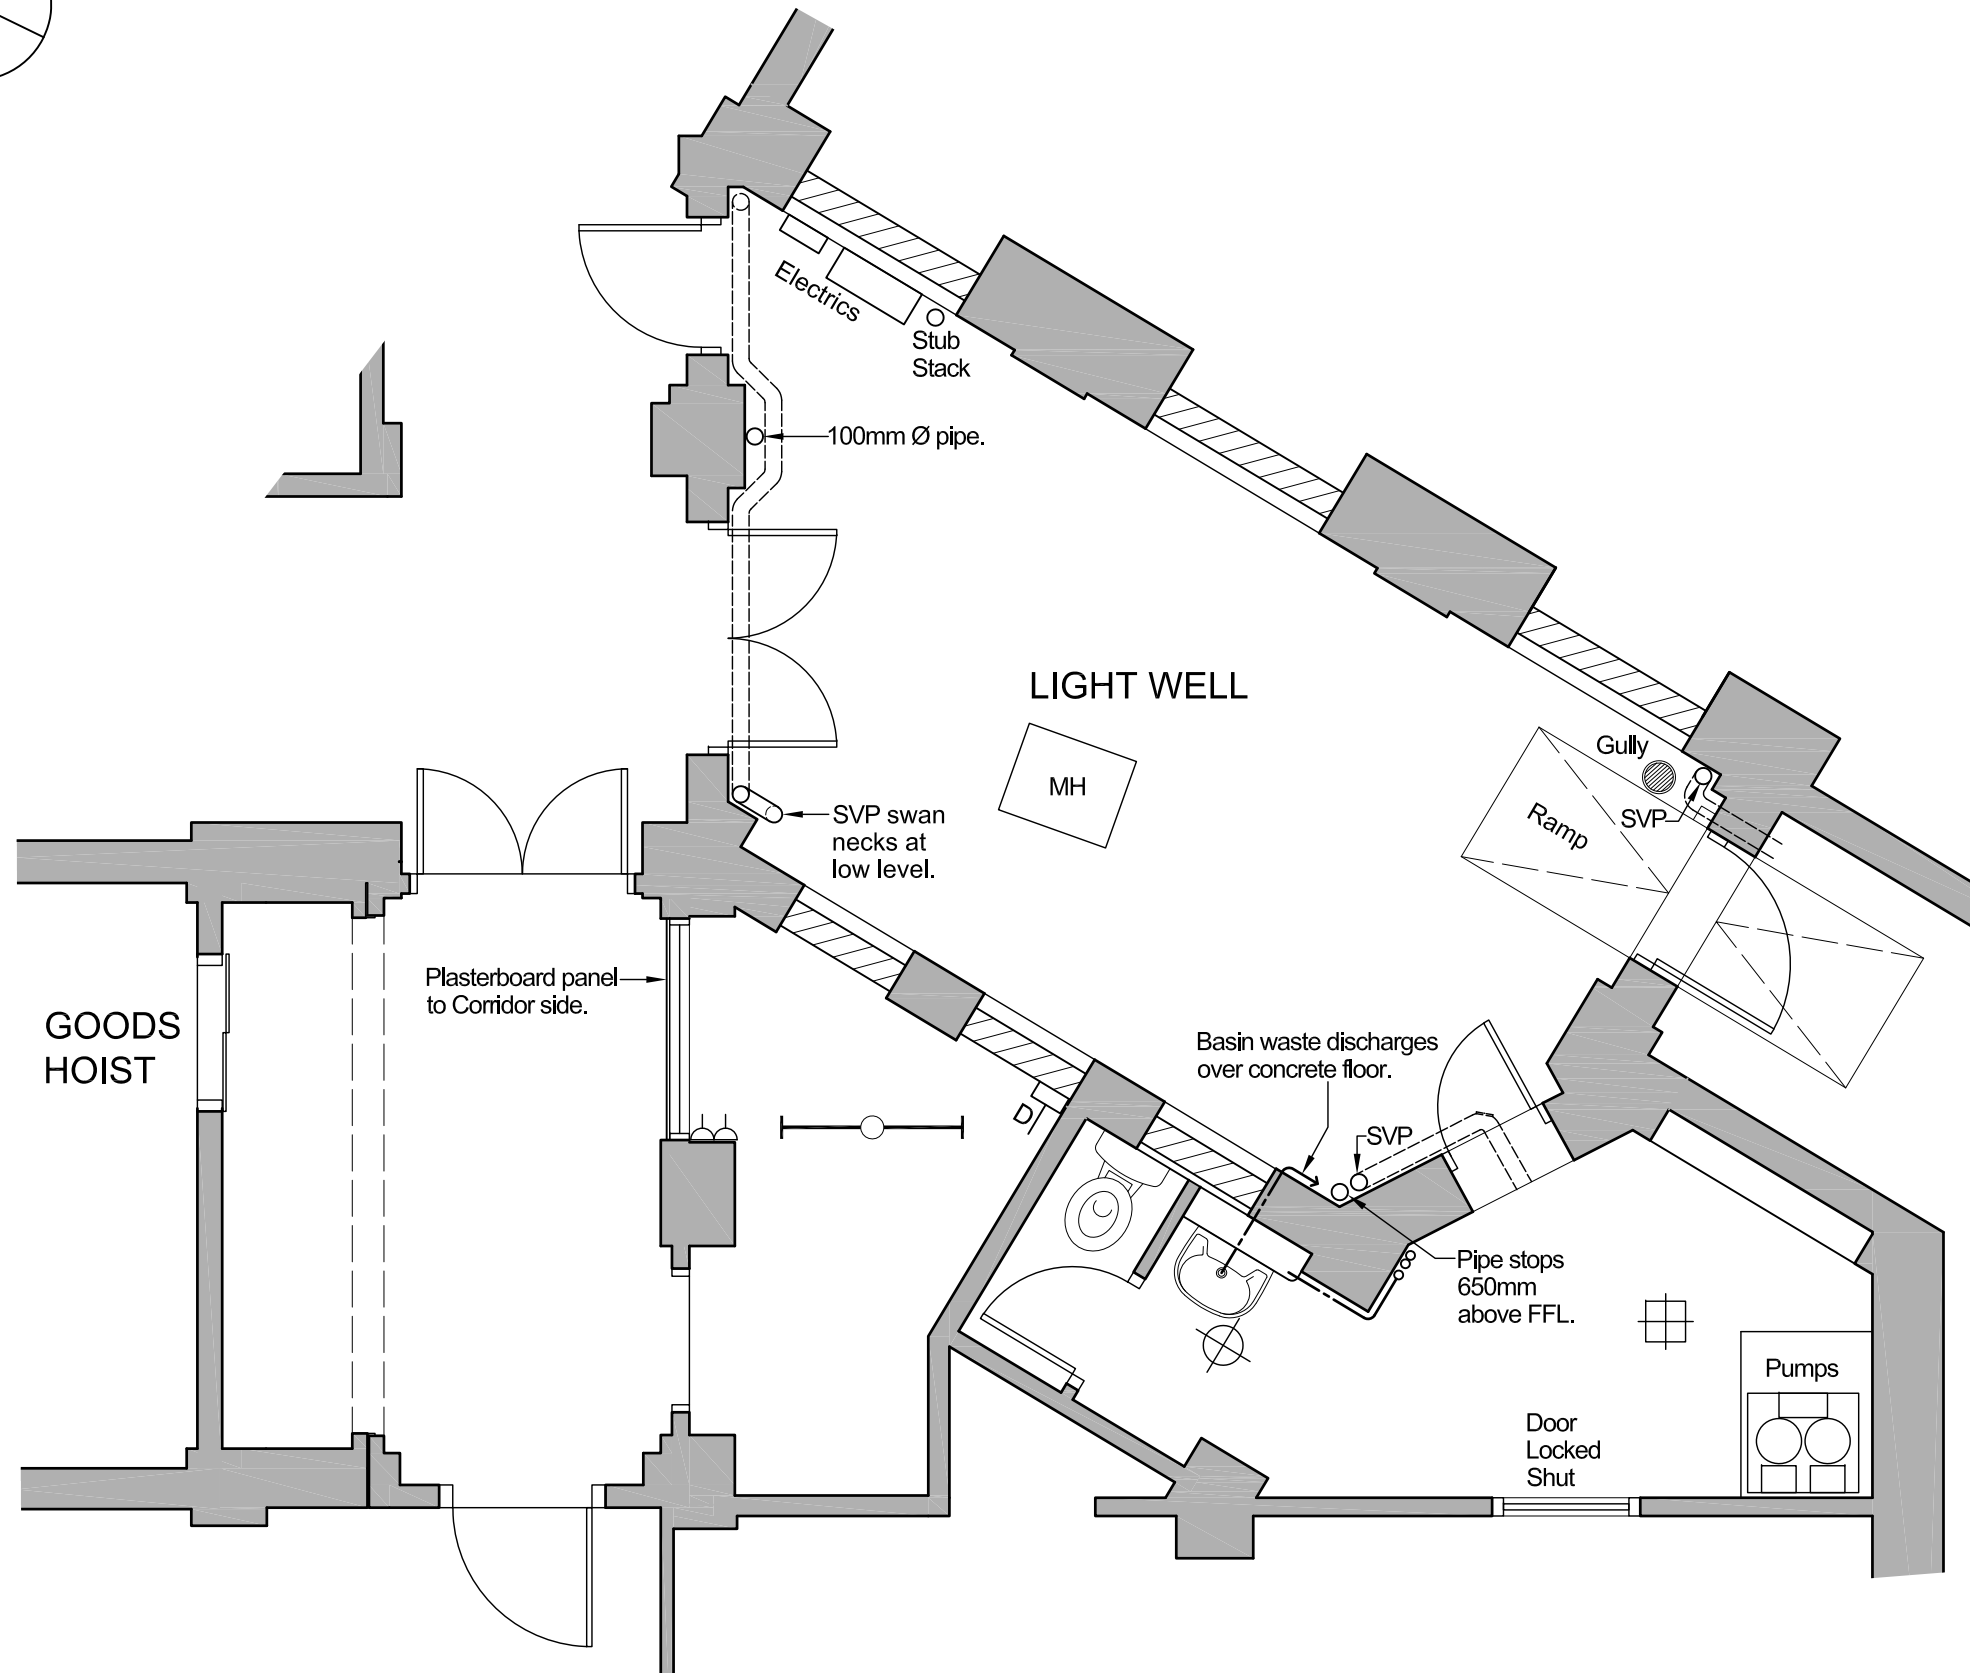 Electrics
Stub
Stack
100mm Ø pipe.
LIGHT WELL
MH
Gully
SVP
Ramp
SVP swan
necks at
low level.
Plasterboard panel
to Corridor side.
GOODS
HOIST
Basin waste discharges
over concrete floor.
D
SVP
Pipe stops
650mm
above FFL.
Pumps
Door
Locked
Shut